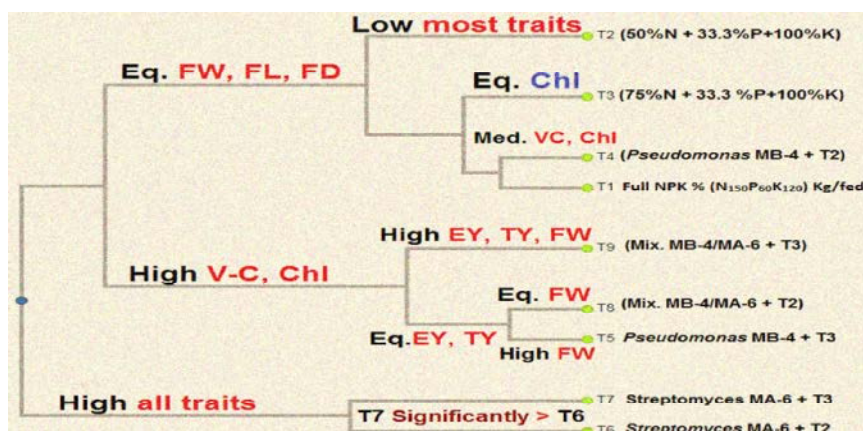 Low most traits
T2 (50%N + 33.3%P+100%K)
Eq. FW, FL, FD
Eq. Chl
T3 (75%N + 33.3 %P+100%K)
Med. VC, Chl
T4 (Pseudomonas MB-4 + T2)
T1 Full NPK % (N₁₅₀P₆₀K₁₂₀) Kg/fed
High EY, TY, FW
T9 (Mix. MB-4/MA-6 + T3)
High V-C, Chl
Eq. FW
T8 (Mix. MB-4/MA-6 + T2)
Eq.EY, TY
T5 Pseudomonas MB-4 + T3
High FW
High all traits
T7 Streptomyces MA-6 + T3
T7 Significantly > T6
T6 Streptomyces MA-6 + T2